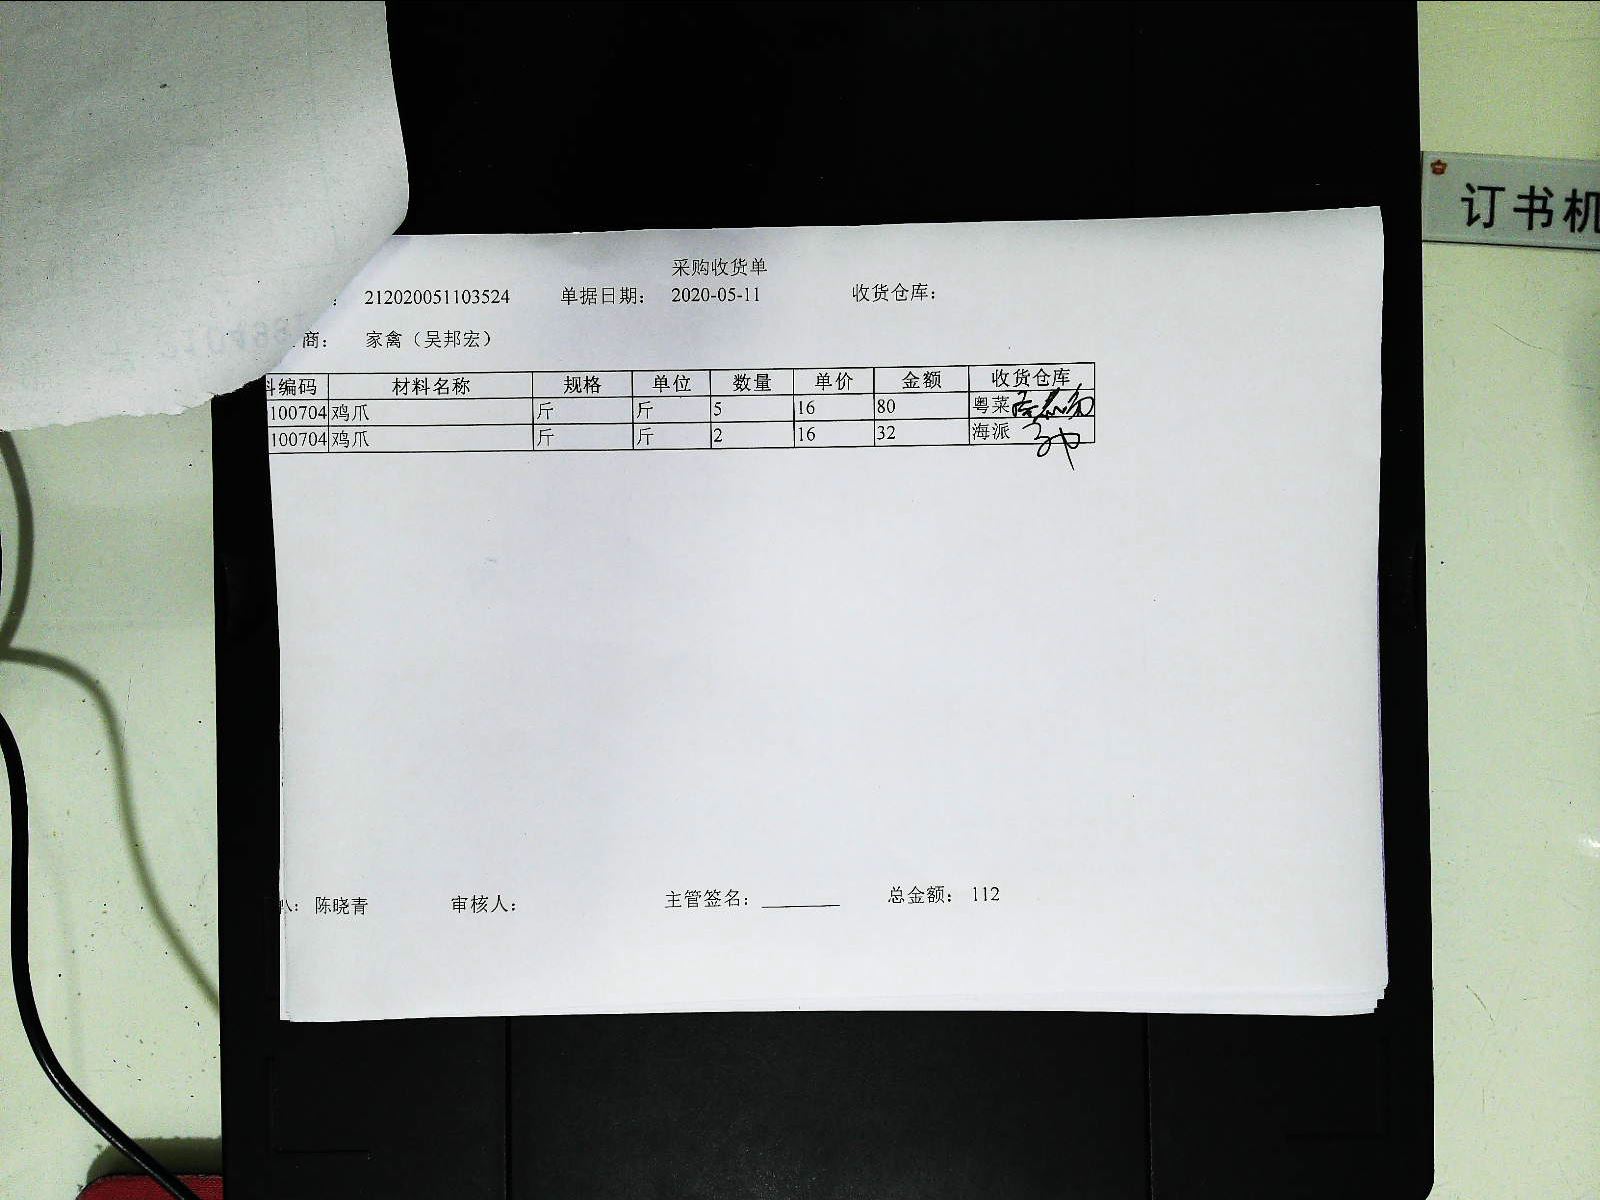 订书机
采购收货单
： 212020051103524 单据日期： 2020-05-11 收货仓库：
商： 家禽（吴邦宏）
料编码 材料名称 规格 单位 数量 单价 金额 收货仓库
100704 鸡爪 斤 斤 5 16 80 粤菜
100704 鸡爪 斤 斤 2 16 32 海派
人： 陈晓青 审核人： 主管签名： ________ 总金额： 112